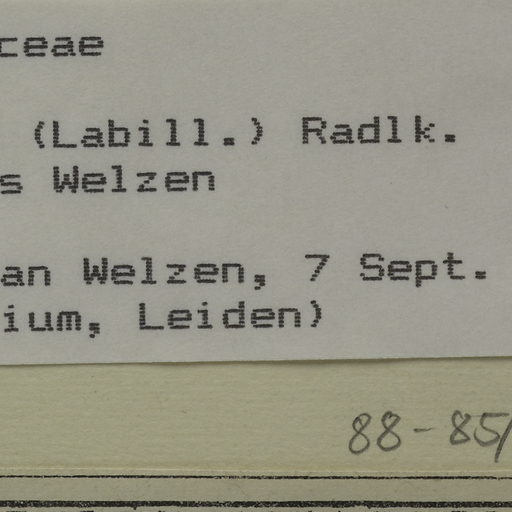 ceae
(Labill.) Radlk.
s Welzen
an Welzen, 7 Sept.
ium, Leiden)
88-85/